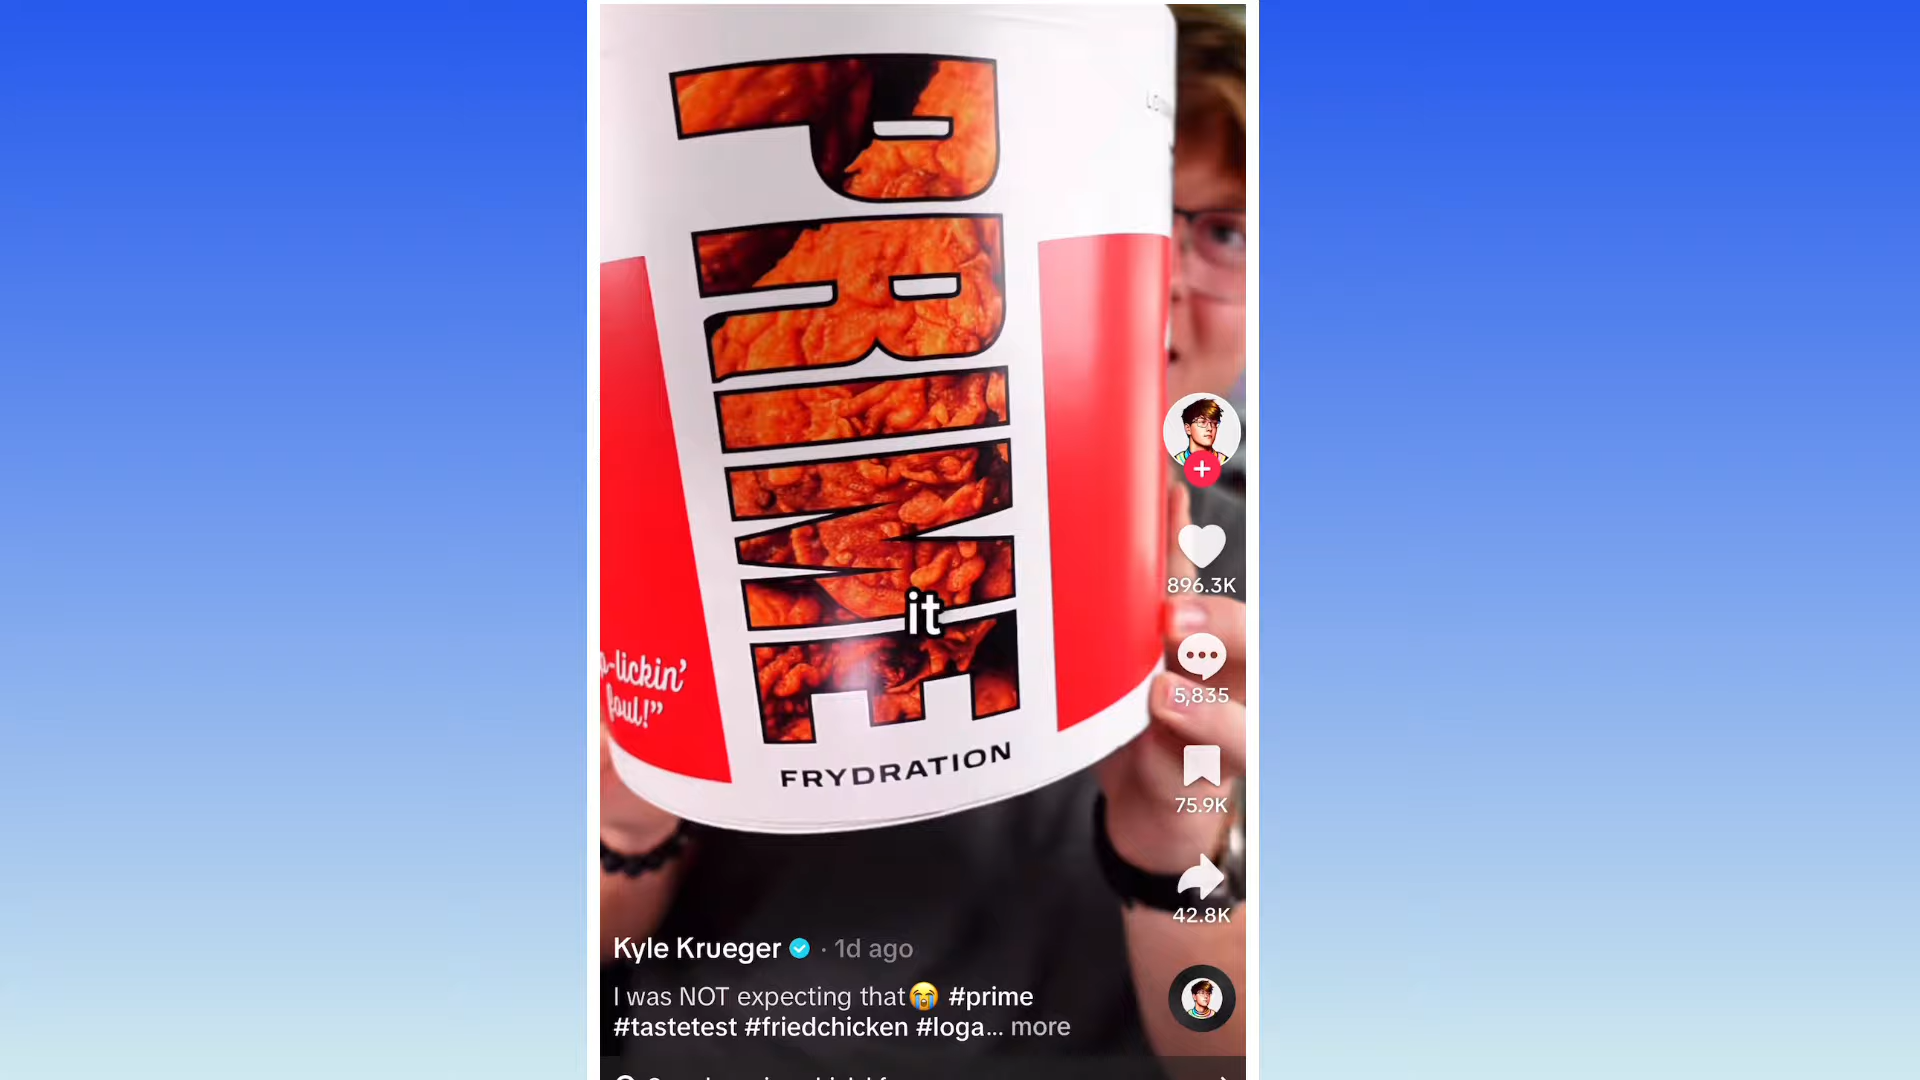 PRIME
it
-lickin'
foul!”
FRYDRATION
896.3K
5,835
75.9K
42.8K
Kyle Krueger · 1d ago
I was NOT expecting that😭 #prime
#tastetest #friedchicken #loga... more